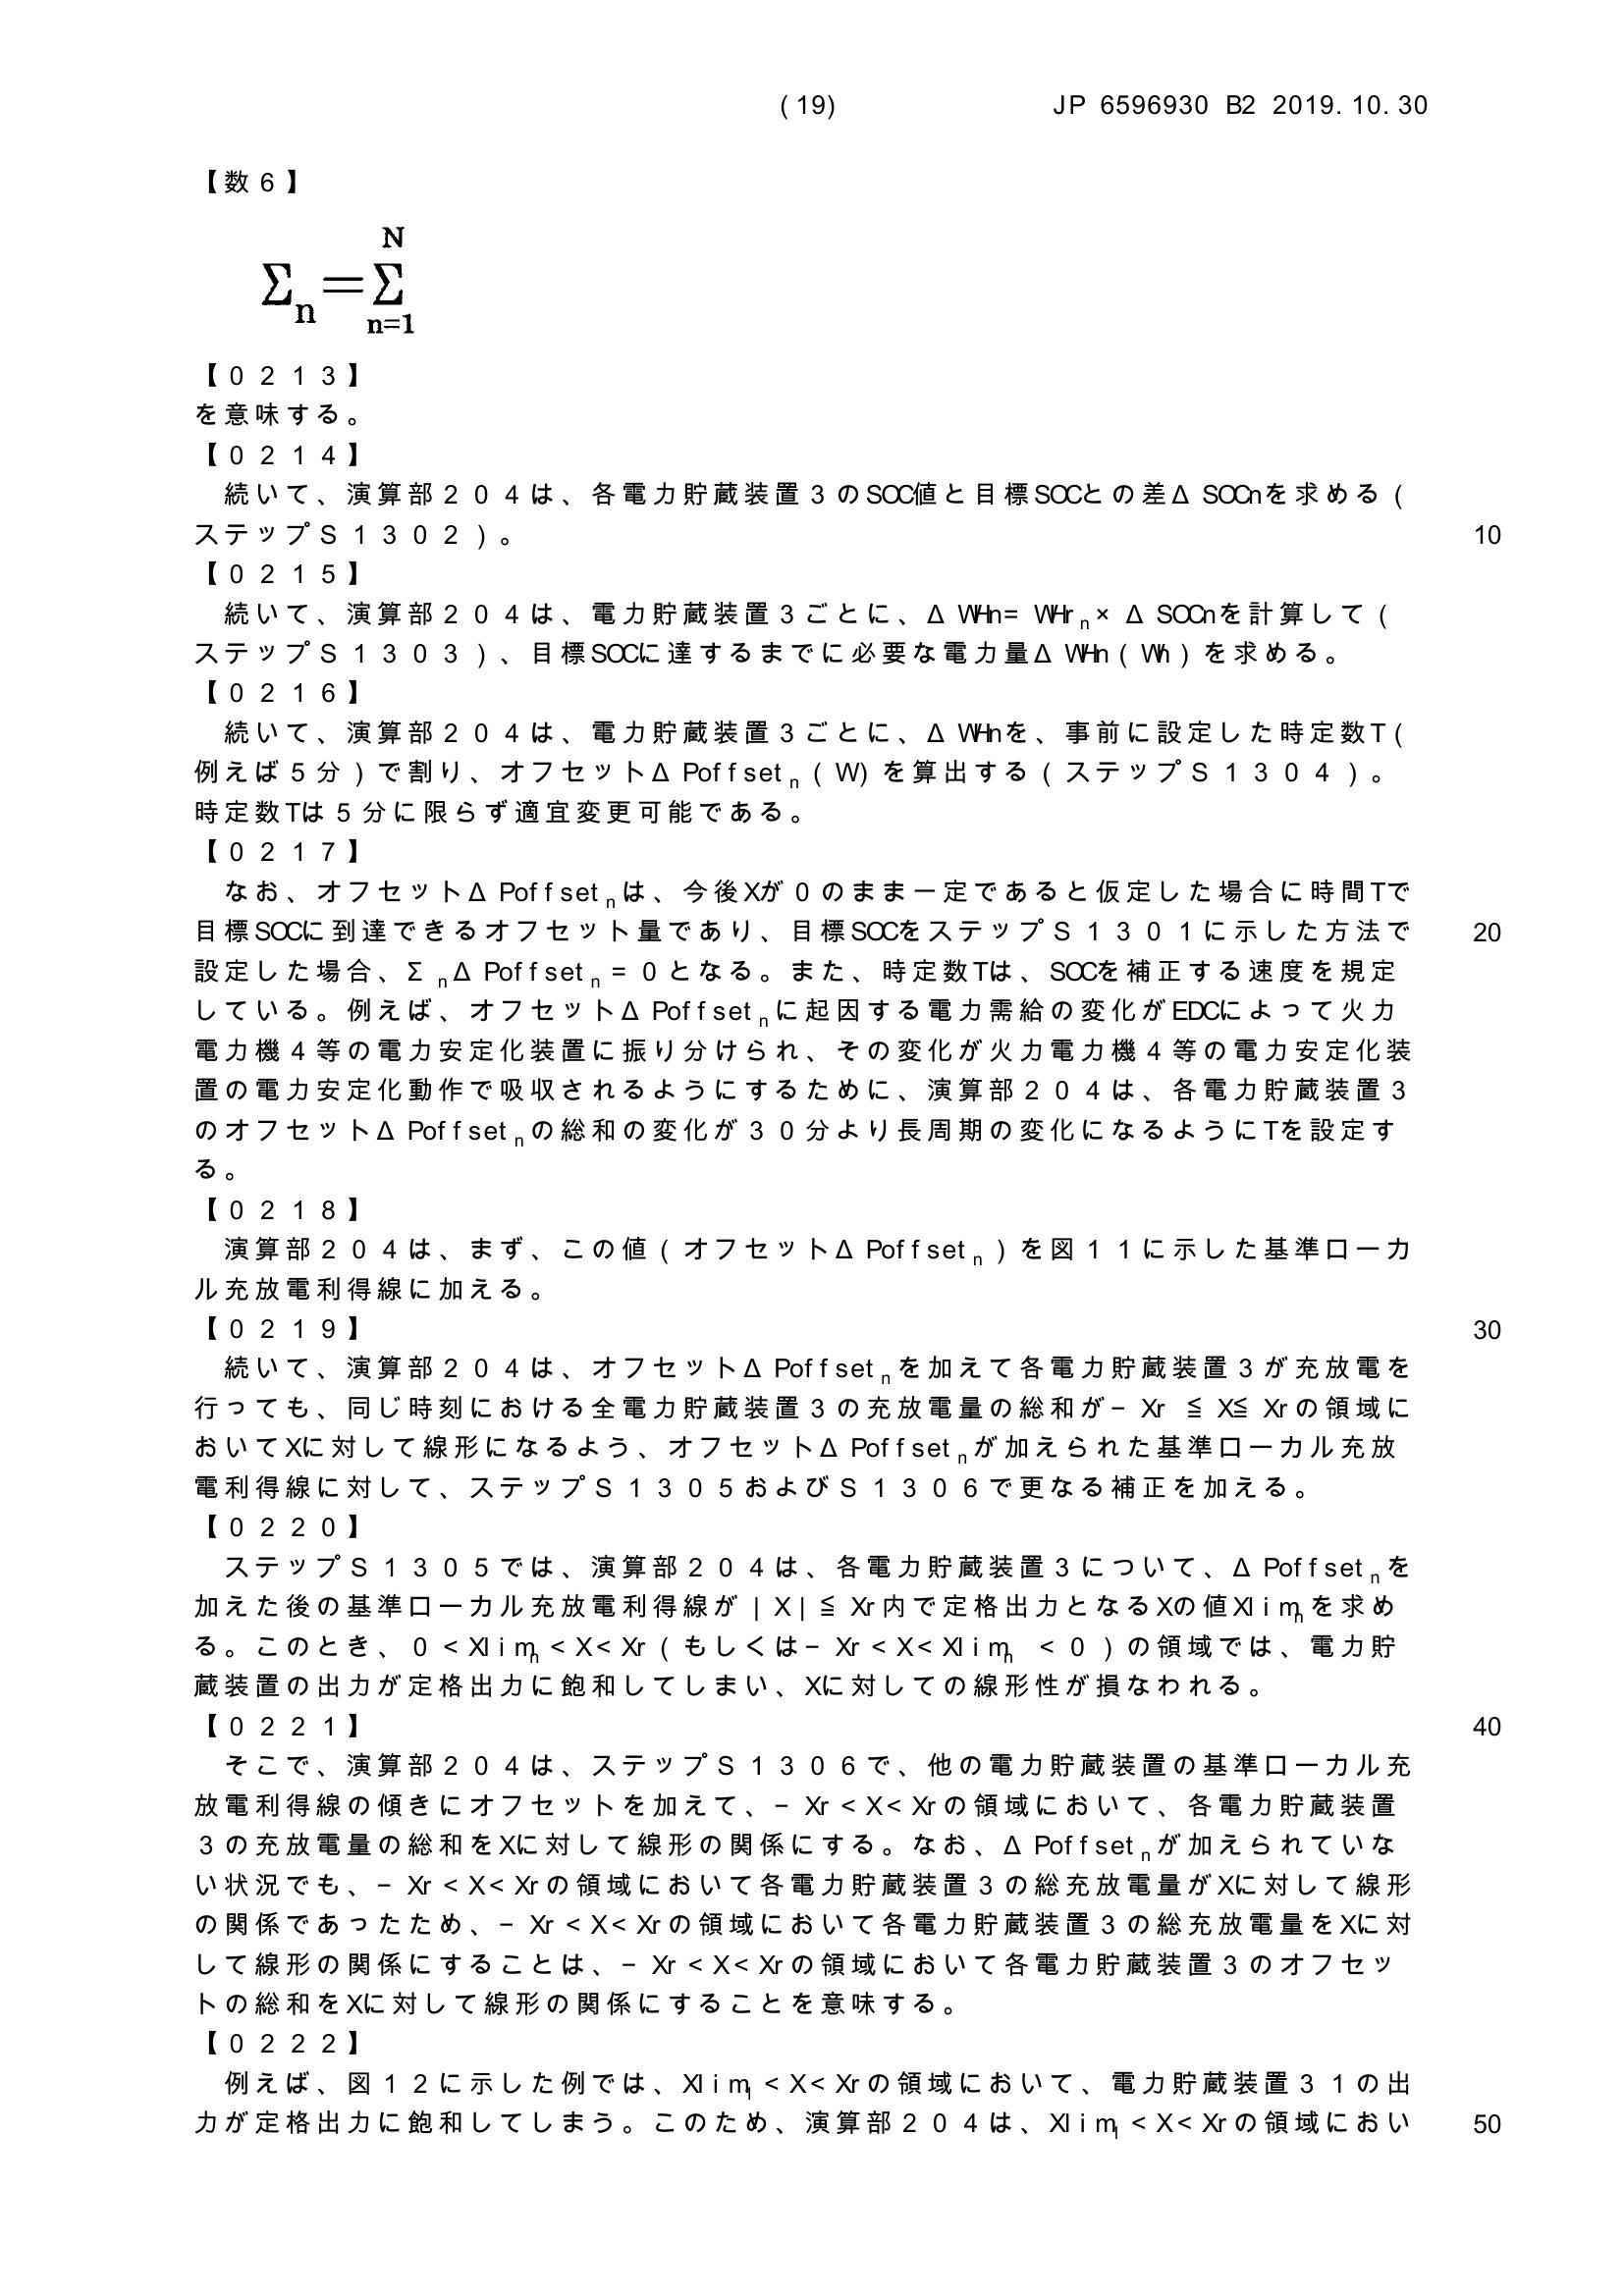 (19) JP 6596930 B2 2019.10.30
【数６】
N
Σn＝Σ
n=1
【０２１３】
を意味する。
【０２１４】
　続いて、演算部２０４は、各電力貯蔵装置３のSOC値と目標SOCとの差ΔSOCnを求める（
ステップＳ１３０２）。 10
【０２１５】
　続いて、演算部２０４は、電力貯蔵装置３ごとに、ΔWHn=WHrn×ΔSOCnを計算して（
ステップＳ１３０３）、目標SOCに達するまでに必要な電力量ΔWHn（Wh）を求める。
【０２１６】
　続いて、演算部２０４は、電力貯蔵装置３ごとに、ΔWHnを、事前に設定した時定数T（
例えば５分）で割り、オフセットΔPoffsetn（W）を算出する（ステップＳ１３０４）。
時定数Tは５分に限らず適宜変更可能である。
【０２１７】
　なお、オフセットΔPoffsetnは、今後Xが０のまま一定であると仮定した場合に時間Tで
目標SOCに到達できるオフセット量であり、目標SOCをステップＳ１３０１に示した方法で 20
設定した場合、ΣnΔPoffsetn＝０となる。また、時定数Tは、SOCを補正する速度を規定
している。例えば、オフセットΔPoffsetnに起因する電力需給の変化がEDCによって火力
電力機４等の電力安定化装置に振り分けられ、その変化が火力電力機４等の電力安定化装
置の電力安定化動作で吸収されるようにするために、演算部２０４は、各電力貯蔵装置３
のオフセットΔPoffsetnの総和の変化が３０分より長周期の変化になるようにTを設定す
る。
【０２１８】
　演算部２０４は、まず、この値（オフセットΔPoffsetn）を図１１に示した基準ローカ
ル充放電利得線に加える。
【０２１９】 30
　続いて、演算部２０４は、オフセットΔPoffsetnを加えて各電力貯蔵装置３が充放電を
行っても、同じ時刻における全電力貯蔵装置３の充放電量の総和が−Xr≦X≦Xrの領域に
おいてXに対して線形になるよう、オフセットΔPoffsetnが加えられた基準ローカル充放
電利得線に対して、ステップＳ１３０５およびＳ１３０６で更なる補正を加える。
【０２２０】
　ステップＳ１３０５では、演算部２０４は、各電力貯蔵装置３について、ΔPoffsetnを
加えた後の基準ローカル充放電利得線が｜X｜≦Xr内で定格出力となるXの値Xlimnを求め
る。このとき、０＜Xlimn＜X＜Xr（もしくは−Xr＜X＜Xlimn＜０）の領域では、電力貯
蔵装置の出力が定格出力に飽和してしまい、Xに対しての線形性が損なわれる。
【０２２１】 40
　そこで、演算部２０４は、ステップＳ１３０６で、他の電力貯蔵装置の基準ローカル充
放電利得線の傾きにオフセットを加えて、−Xr＜X＜Xrの領域において、各電力貯蔵装置
３の充放電量の総和をXに対して線形の関係にする。なお、ΔPoffsetnが加えられていな
い状況でも、−Xr＜X＜Xrの領域において各電力貯蔵装置３の総充放電量がXに対して線形
の関係であったため、−Xr＜X＜Xrの領域において各電力貯蔵装置３の総充放電量をXに対
して線形の関係にすることは、−Xr＜X＜Xrの領域において各電力貯蔵装置３のオフセッ
トの総和をXに対して線形の関係にすることを意味する。
【０２２２】
　例えば、図１２に示した例では、Xlim1＜X＜Xrの領域において、電力貯蔵装置３１の出
力が定格出力に飽和してしまう。このため、演算部２０４は、Xlim1＜X＜Xrの領域におい 50